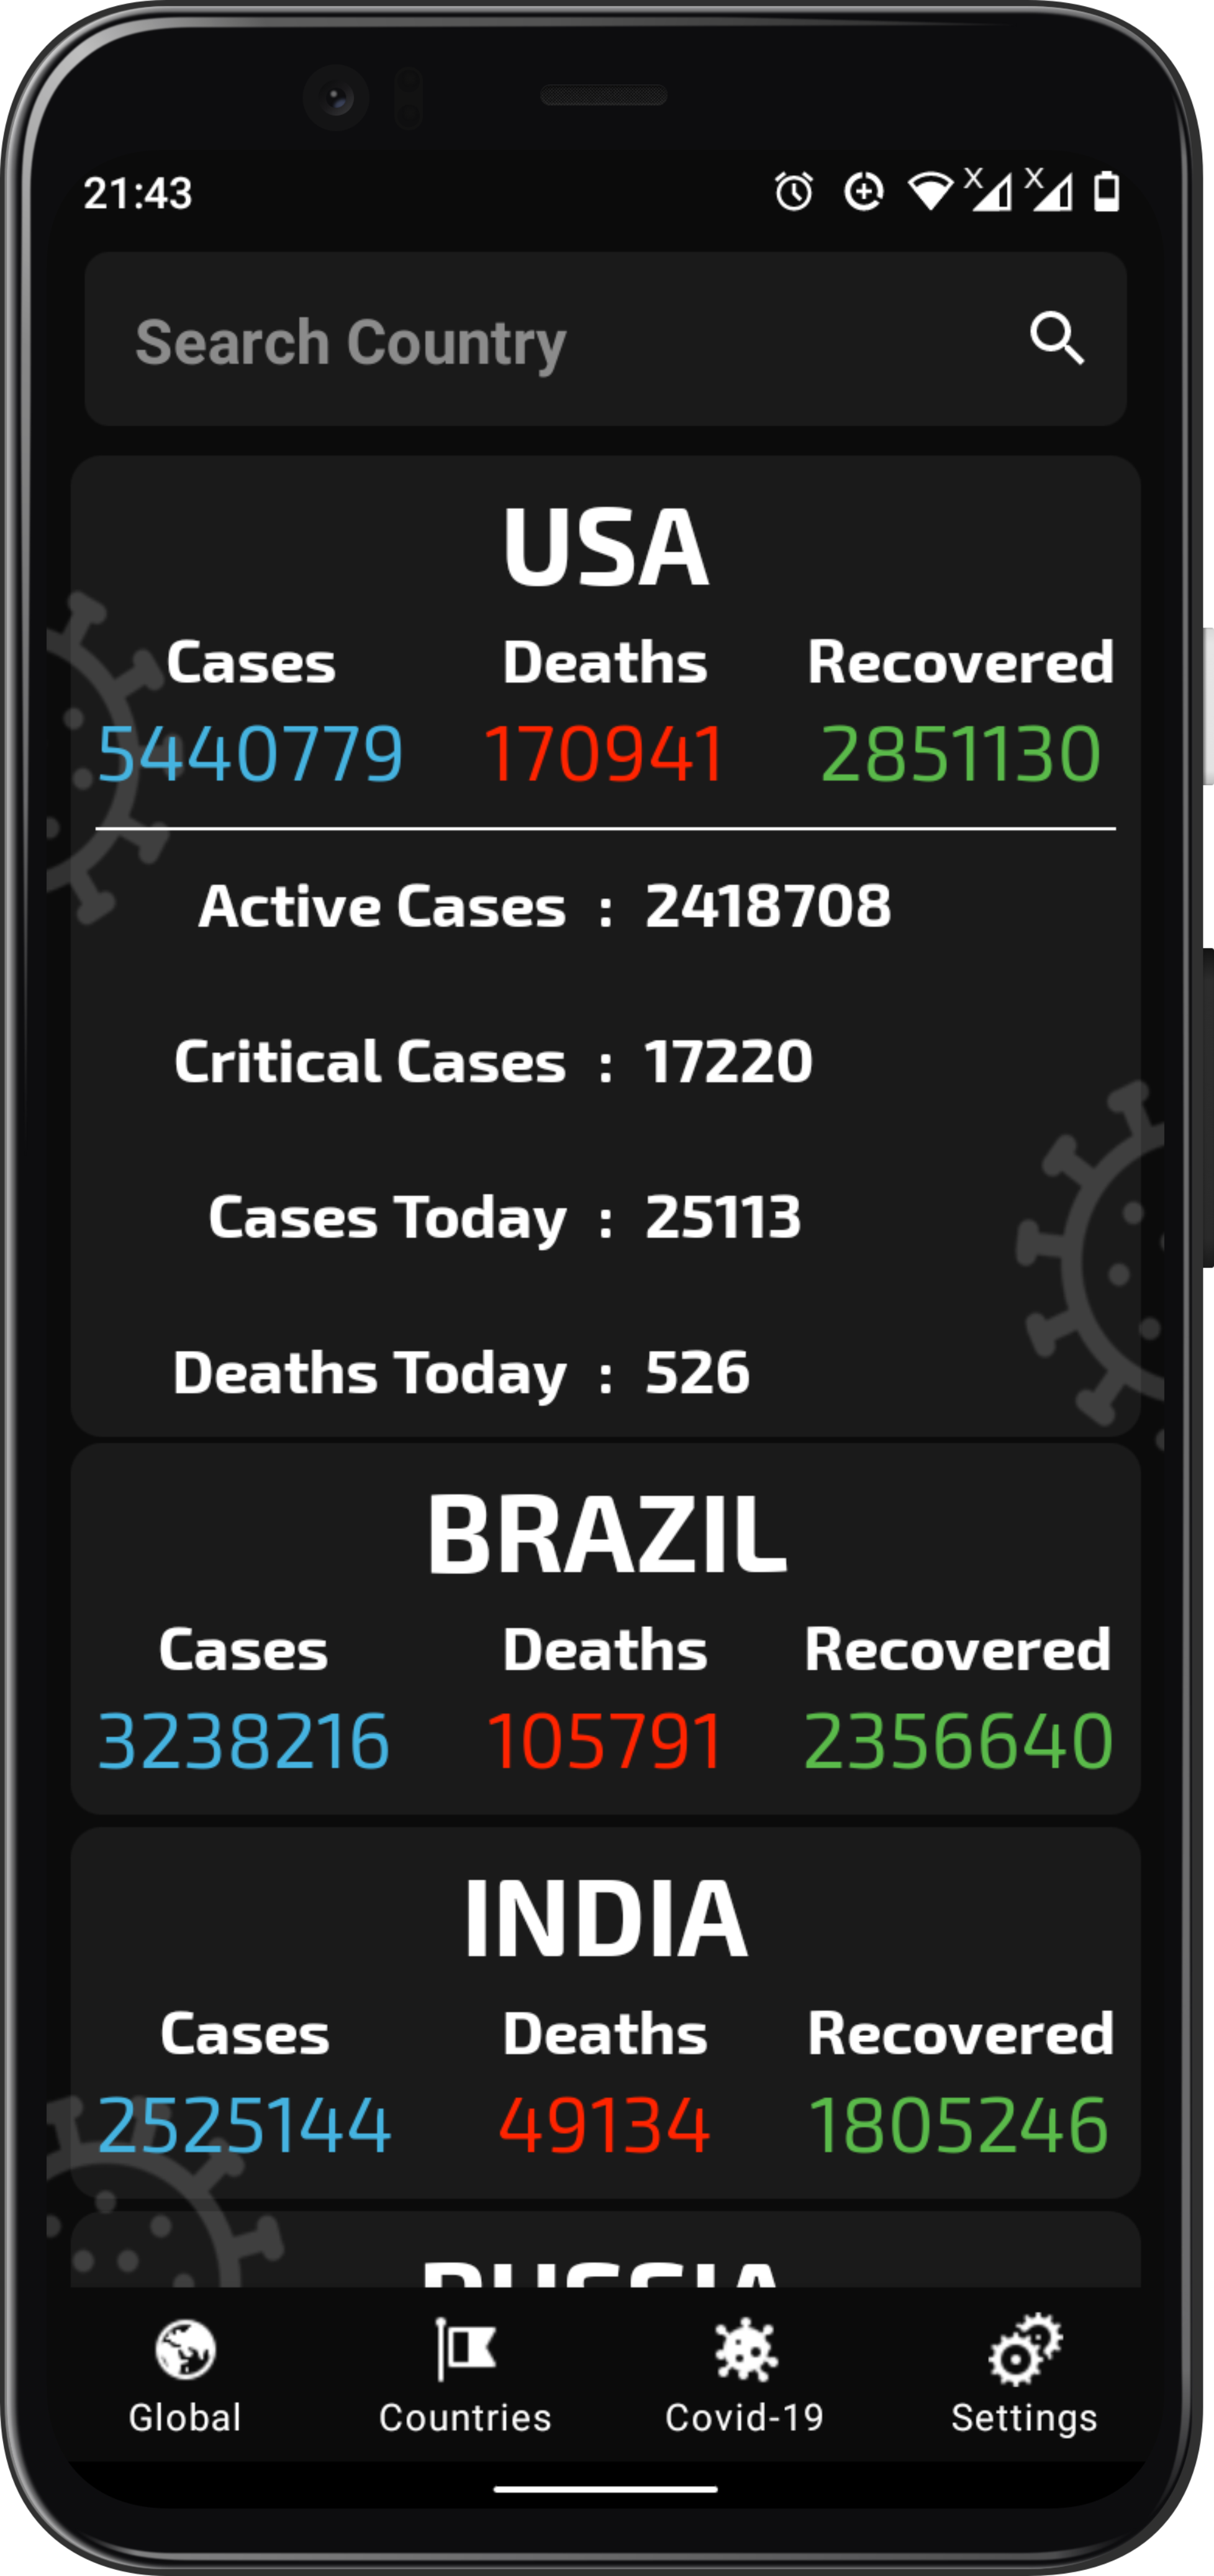 21:43
Search Country
USA
Cases Deaths Recovered
5440779 170941 2851130
Active Cases : 2418708
Critical Cases : 17220
Cases Today : 25113
Deaths Today : 526
BRAZIL
Cases Deaths Recovered
3238216 105791 2356640
INDIA
Cases Deaths Recovered
2525144 49134 1805246
RUSSIA
Global Countries Covid-19 Settings